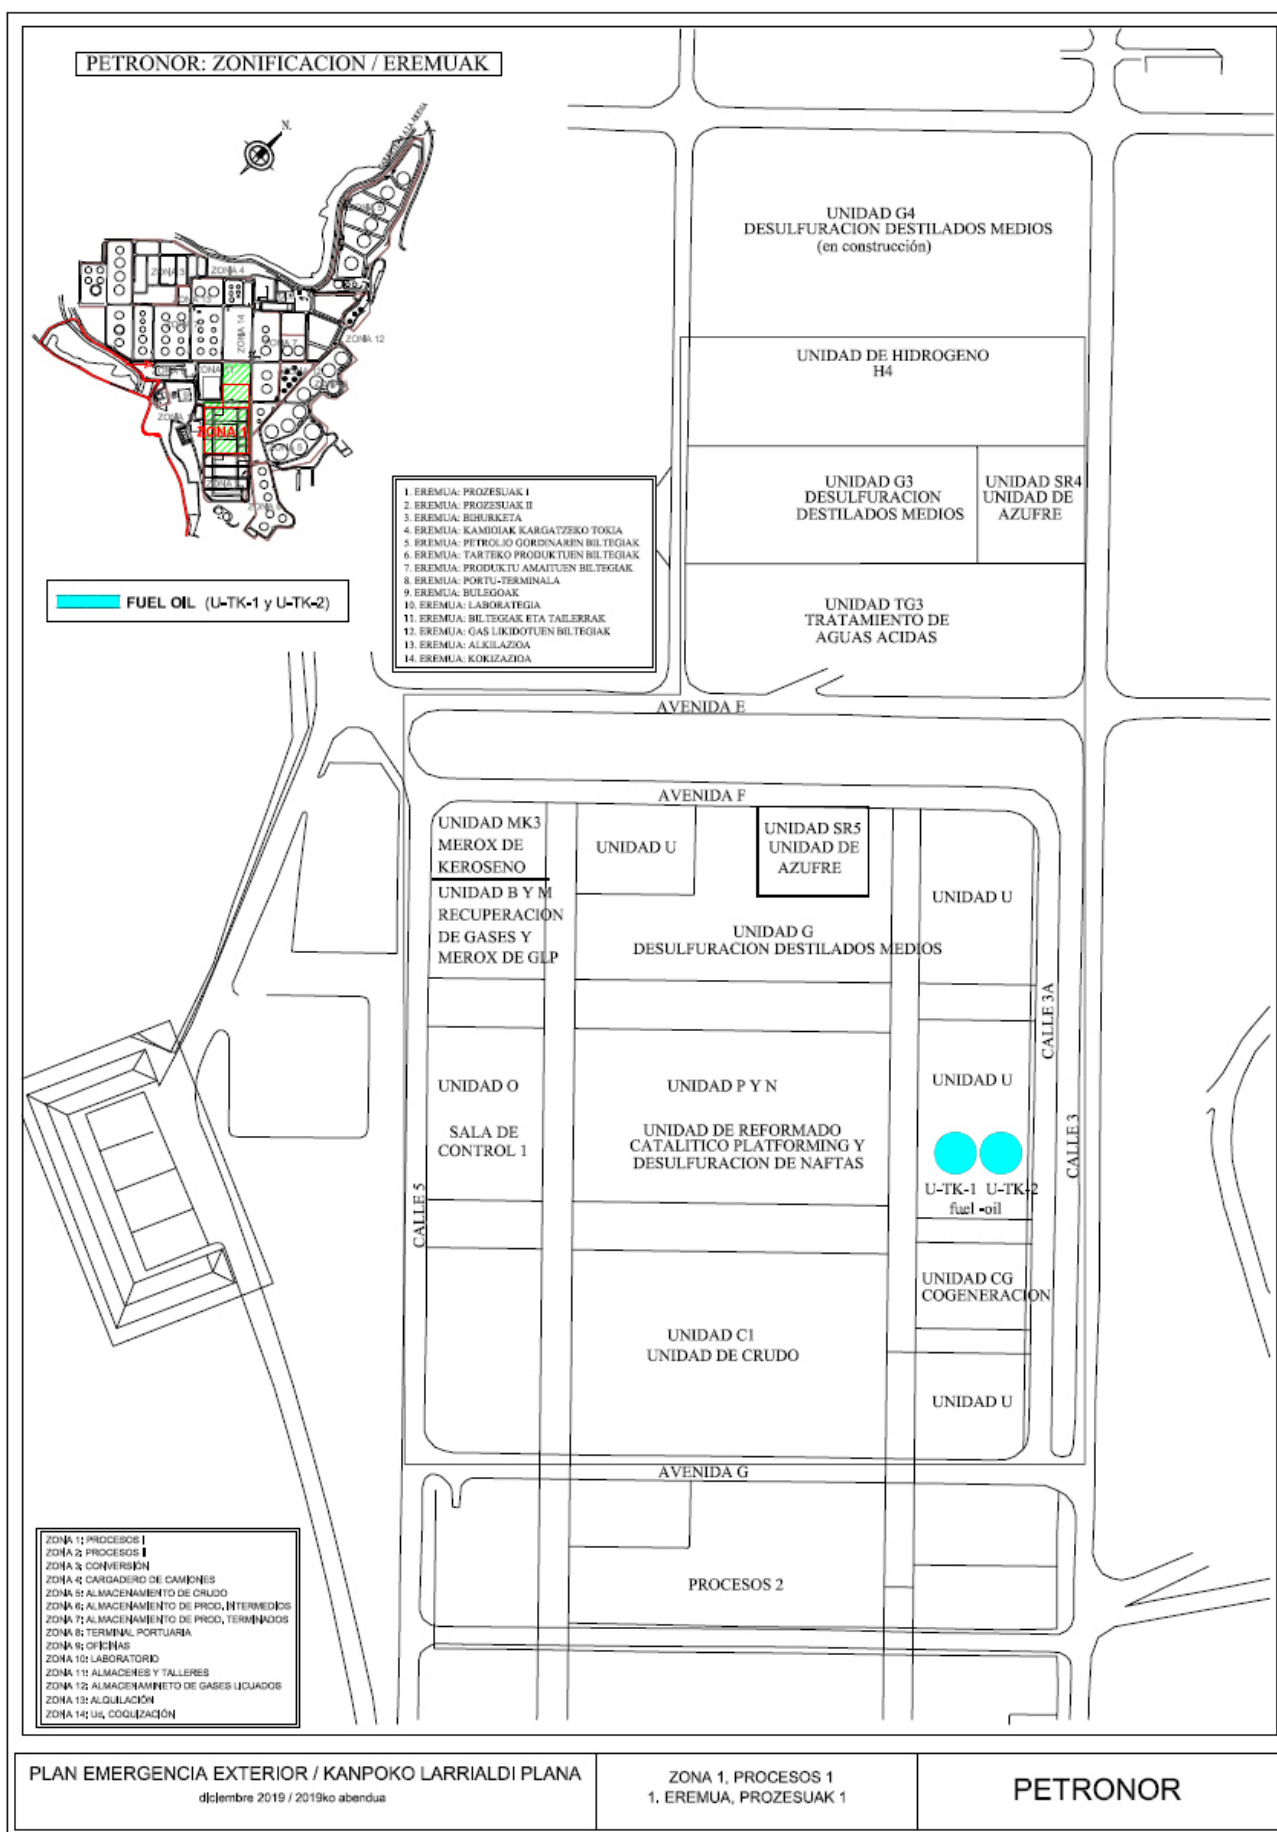 PETRONOR: ZONIFICACION / EREMUAK
N.
ZONA 3
ZONA 4
ZONA 14
ZONA 7
ZONA 12
ZONA 1
ZONA 5
FUEL OIL (U-TK-1 y U-TK-2)
1. EREMUA: PROZESUAK I
2. EREMUA: PROZESUAK II
3. EREMUA: BIHURKETA
4. EREMUA: KAMIOIAK KARGATZEKO TOKIA
5. EREMUA: PETROLIO GORDINAREN BILTEGIAK
6. EREMUA: TARTEKO PRODUKTUEN BILTEGIAK
7. EREMUA: PRODUKTU AMAITUEN BILTEGIAK
8. EREMUA: PORTU-TERMINALA
9. EREMUA: BULEGOAK
10. EREMUA: LABORATEGIA
11. EREMUA: BILTEGIAK ETA TAILERRAK
12. EREMUA: GAS LIKIDOTUEN BILTEGIAK
13. EREMUA: ALKILAZIOA
14. EREMUA: KOKIZAZIOA
UNIDAD G4
DESULFURACION DESTILADOS MEDIOS
(en construcción)
UNIDAD DE HIDROGENO
H4
UNIDAD G3
DESULFURACION
DESTILADOS MEDIOS
UNIDAD SR4
UNIDAD DE
AZUFRE
UNIDAD TG3
TRATAMIENTO DE
AGUAS ACIDAS
AVENIDA E
AVENIDA F
UNIDAD MK3
MEROX DE
KEROSENO
UNIDAD B Y M
RECUPERACION
DE GASES Y
MEROX DE GLP
UNIDAD U
UNIDAD SR5
UNIDAD DE
AZUFRE
UNIDAD U
UNIDAD G
DESULFURACION DESTILADOS MEDIOS
CALLE 3A
UNIDAD O
SALA DE
CONTROL 1
UNIDAD P Y N
UNIDAD DE REFORMADO
CATALITICO PLATFORMING Y
DESULFURACION DE NAFTAS
UNIDAD U
CALLE 3
U-TK-1 U-TK-2
fuel -oil
CALLE 5
UNIDAD CG
COGENERACION
UNIDAD C1
UNIDAD DE CRUDO
UNIDAD U
AVENIDA G
PROCESOS 2
ZONA 1: PROCESOS I
ZONA 2: PROCESOS II
ZONA 3: CONVERSIÓN
ZONA 4: CARGADERO DE CAMIONES
ZONA 5: ALMACENAMIENTO DE CRUDO
ZONA 6: ALMACENAMIENTO DE PROD. INTERMEDIOS
ZONA 7: ALMACENAMIENTO DE PROD. TERMINADOS
ZONA 8: TERMINAL PORTUARIA
ZONA 9: OFICINAS
ZONA 10: LABORATORIO
ZONA 11: ALMACENES Y TALLERES
ZONA 12: ALMACENAMINETO DE GASES LICUADOS
ZONA 13: ALQUILACIÓN
ZONA 14: Ud. COQUIZACIÓN
PLAN EMERGENCIA EXTERIOR / KANPOKO LARRIALDI PLANA
diciembre 2019 / 2019ko abendua
ZONA 1, PROCESOS 1
1. EREMUA, PROZESUAK 1
PETRONOR